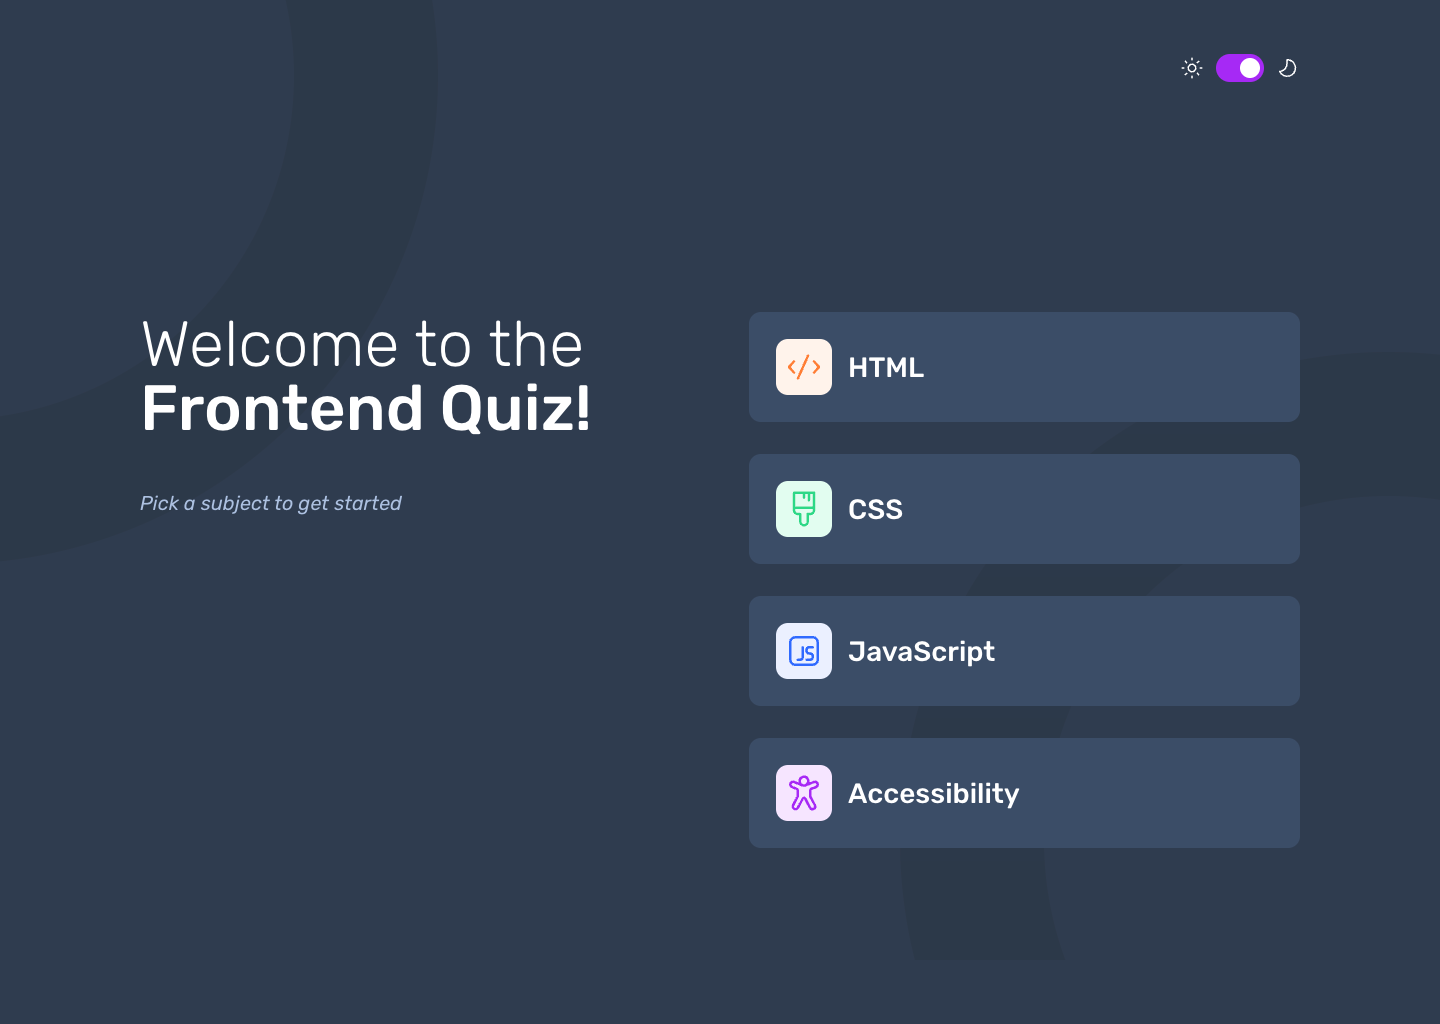 Welcome to the
Frontend Quiz!
Pick a subject to get started
HTML
CSS
JS
JavaScript
Accessibility